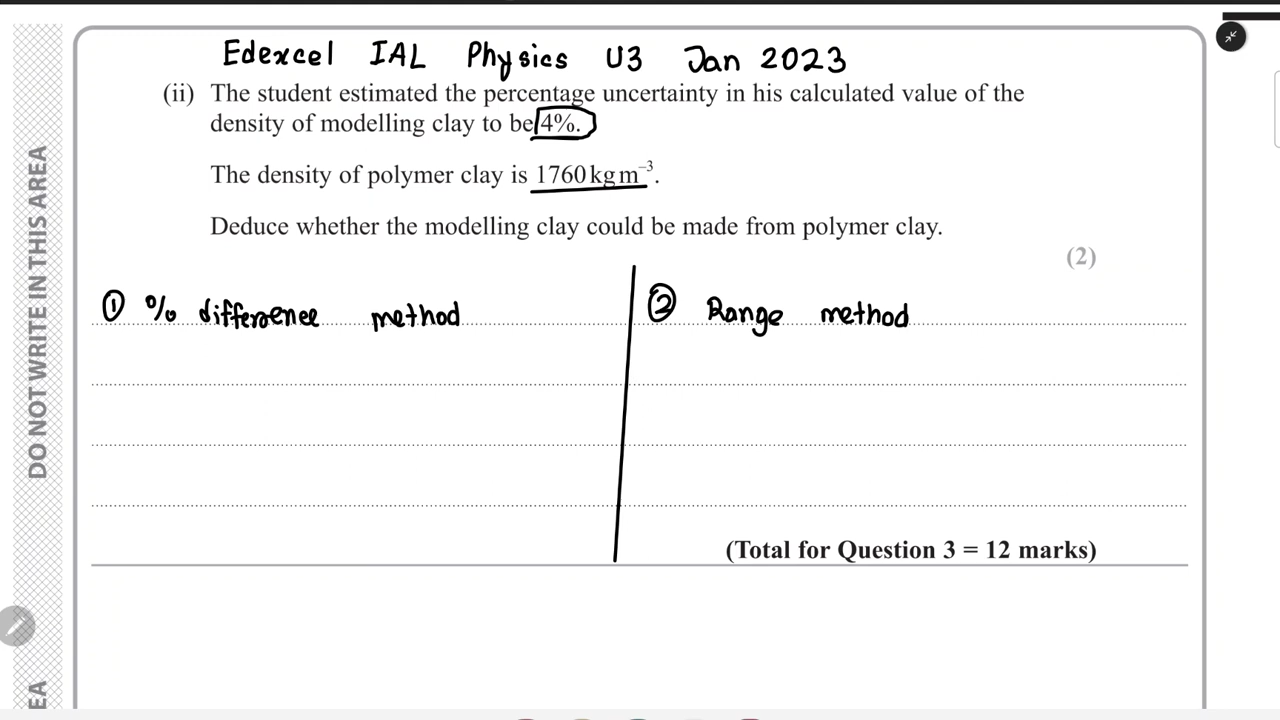 Edexcel IAL Physics U3 Jan 2023
(ii) The student estimated the percentage uncertainty in his calculated value of the
density of modelling clay to be 4%.
The density of polymer clay is 1760 kg m⁻³.
Deduce whether the modelling clay could be made from polymer clay.
(2)
① % difference method
② Range method
(Total for Question 3 = 12 marks)
DO NOT WRITE IN THIS AREA
EA